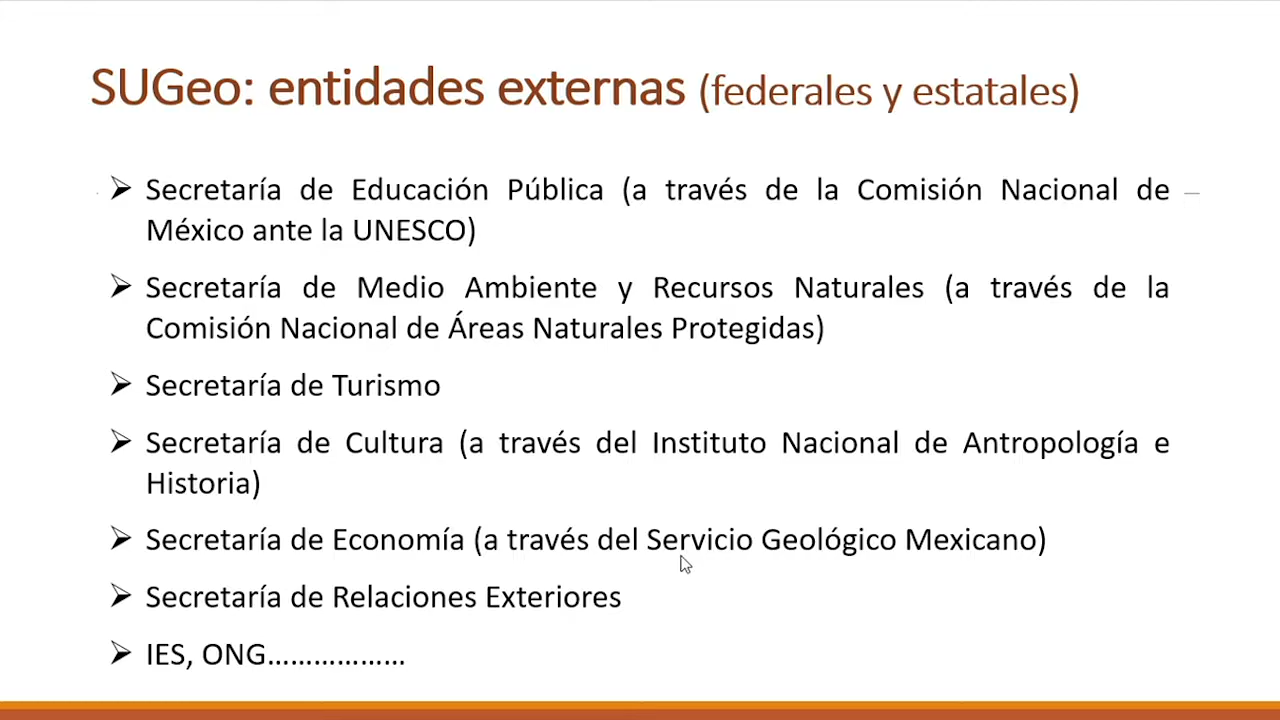 SUGeo: entidades externas (federales y estatales)
Secretaría de Educación Pública (a través de la Comisión Nacional de
México ante la UNESCO)
Secretaría de Medio Ambiente y Recursos Naturales (a través de la
Comisión Nacional de Áreas Naturales Protegidas)
Secretaría de Turismo
Secretaría de Cultura (a través del Instituto Nacional de Antropología e
Historia)
Secretaría de Economía (a través del Servicio Geológico Mexicano)
Secretaría de Relaciones Exteriores
IES, ONG………………